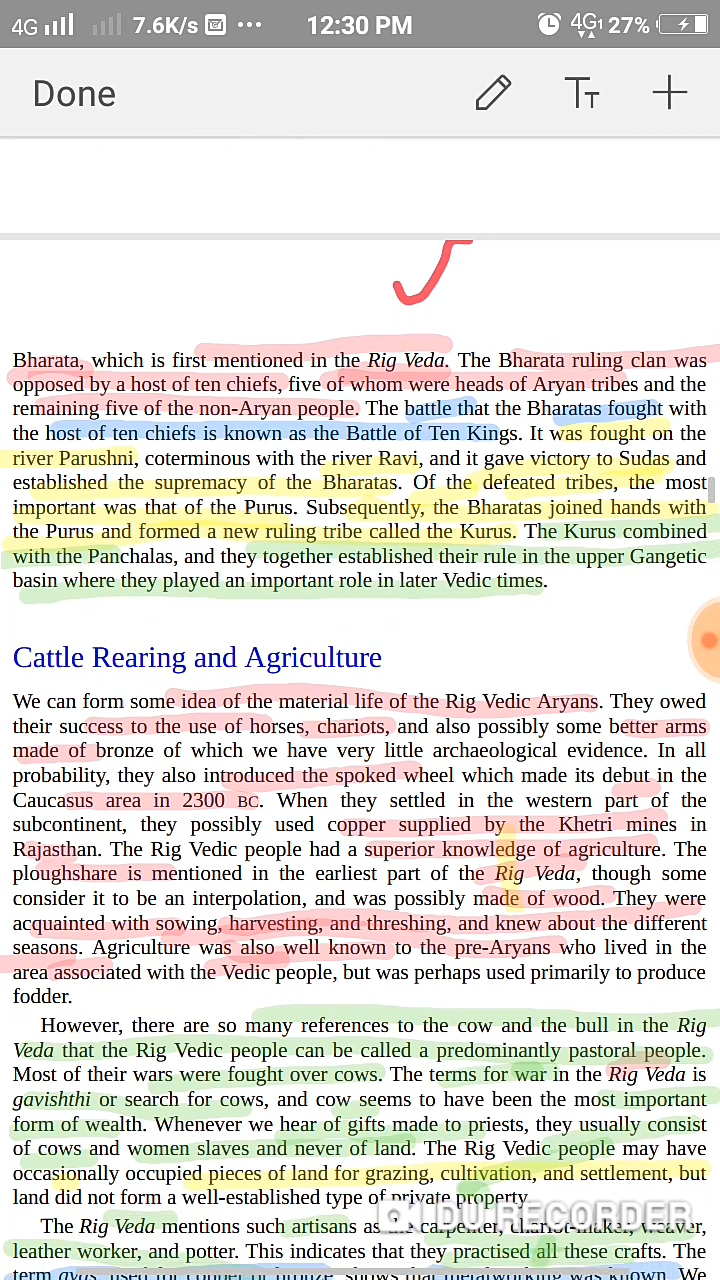 4G 7.6K/s ••• 12:30 PM 4G1 27%
Done Tт
Bharata, which is first mentioned in the Rig Veda. The Bharata ruling clan was
opposed by a host of ten chiefs, five of whom were heads of Aryan tribes and the
remaining five of the non-Aryan people. The battle that the Bharatas fought with
the host of ten chiefs is known as the Battle of Ten Kings. It was fought on the
river Parushni, coterminous with the river Ravi, and it gave victory to Sudas and
established the supremacy of the Bharatas. Of the defeated tribes, the most
important was that of the Purus. Subsequently, the Bharatas joined hands with
the Purus and formed a new ruling tribe called the Kurus. The Kurus combined
with the Panchalas, and they together established their rule in the upper Gangetic
basin where they played an important role in later Vedic times.
Cattle Rearing and Agriculture
We can form some idea of the material life of the Rig Vedic Aryans. They owed
their success to the use of horses, chariots, and also possibly some better arms
made of bronze of which we have very little archaeological evidence. In all
probability, they also introduced the spoked wheel which made its debut in the
Caucasus area in 2300 BC. When they settled in the western part of the
subcontinent, they possibly used copper supplied by the Khetri mines in
Rajasthan. The Rig Vedic people had a superior knowledge of agriculture. The
ploughshare is mentioned in the earliest part of the Rig Veda, though some
consider it to be an interpolation, and was possibly made of wood. They were
acquainted with sowing, harvesting, and threshing, and knew about the different
seasons. Agriculture was also well known to the pre-Aryans who lived in the
area associated with the Vedic people, but was perhaps used primarily to produce
fodder.
However, there are so many references to the cow and the bull in the Rig
Veda that the Rig Vedic people can be called a predominantly pastoral people.
Most of their wars were fought over cows. The terms for war in the Rig Veda is
gavishthi or search for cows, and cow seems to have been the most important
form of wealth. Whenever we hear of gifts made to priests, they usually consist
of cows and women slaves and never of land. The Rig Vedic people may have
occasionally occupied pieces of land for grazing, cultivation, and settlement, but
land did not form a well-established type of private property.
DU RECORDER
The Rig Veda mentions such artisans as the carpenter, chariot-maker, weaver,
leather worker, and potter. This indicates that they practised all these crafts. The
term ayas, used for copper or bronze, shows that metalworking was known. We